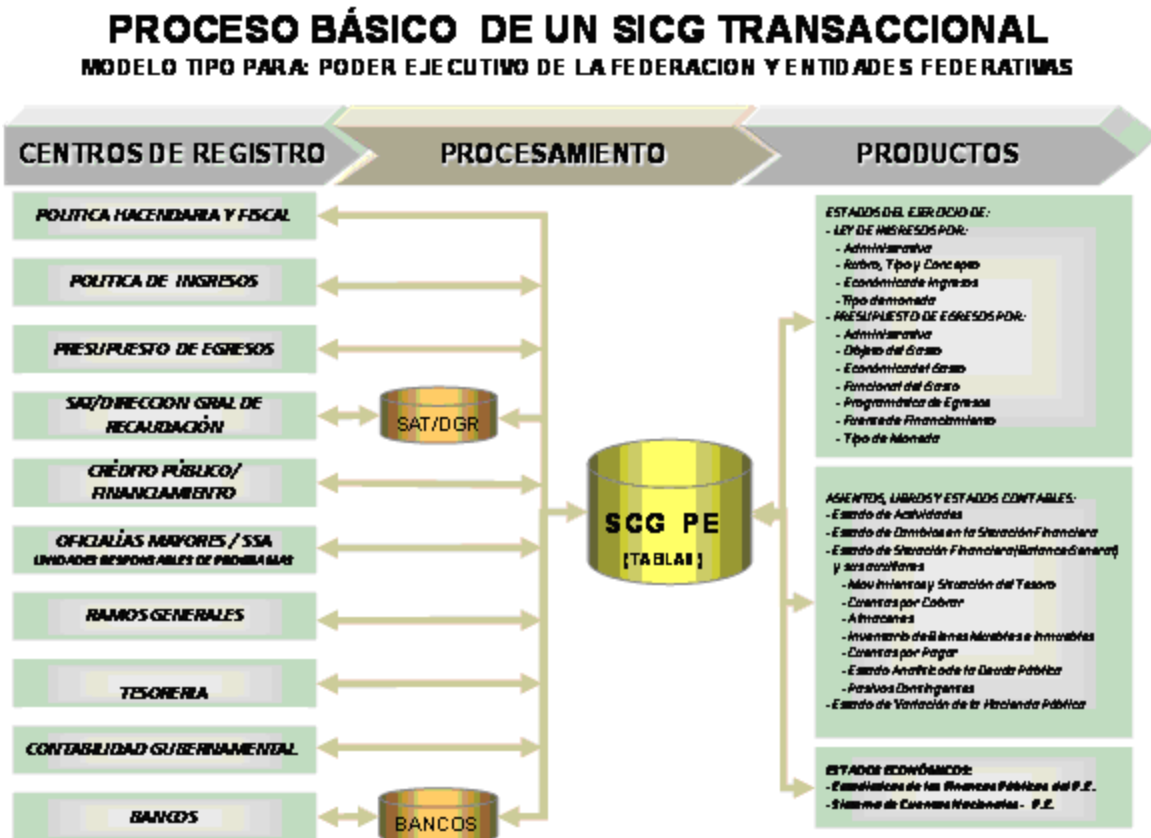 PROCESO BÁSICO DE UN SICG TRANSACCIONAL
MODELO TIPO PARA: PODER EJECUTIVO DE LA FEDERACION Y ENTIDADES FEDERATIVAS
CENTROS DE REGISTRO
PROCESAMIENTO
PRODUCTOS
POLITICA HACENDARIA Y FISCAL
POLITICA DE INGRESOS
PRESUPUESTO DE EGRESOS
SAT/DIRECCION GRAL DE
RECAUDACIÓN
CRÉDITO PÚBLICO/
FINANCIAMIENTO
OFICIALÍAS MAYORES / SSA
UNIDADES RESPONSABLES DE PROGRAMAS
RAMOS GENERALES
TESORERIA
CONTABILIDAD GUBERNAMENTAL
BANCOS
SAT/DGR
BANCOS
SCG PE
(TABLAS)
ESTADOS DEL EJERCICIO DE:
- LEY DE INGRESOS POR:
- Administrativa
- Rubro, Tipo y Concepto
- Económica de Ingresos
- Tipo de moneda
- PRESUPUESTO DE EGRESOS POR:
- Administrativa
- Objeto del Gasto
- Económica del Gasto
- Funcional del Gasto
- Programática de Egresos
- Fuente de Financiamiento
- Tipo de Moneda
ASIENTOS, LIBROS Y ESTADOS CONTABLES:
- Estado de Actividades
- Estado de Cambios en la Situación Financiera
- Estado de Situación Financiera (Balance General)
y sus auxiliares
- Movimientos y Situación del Tesoro
- Cuentas por Cobrar
- Almacenes
- Inventario de Bienes Muebles e Inmuebles
- Cuentas por Pagar
- Estado Analítico de la Deuda Pública
- Pasivos Contingentes
- Estado de Variación de la Hacienda Pública
ESTADOS ECONÓMICOS:
- Estadísticas de las Finanzas Públicas del P.E.
- Sistema de Cuentas Nacionales - P.E.